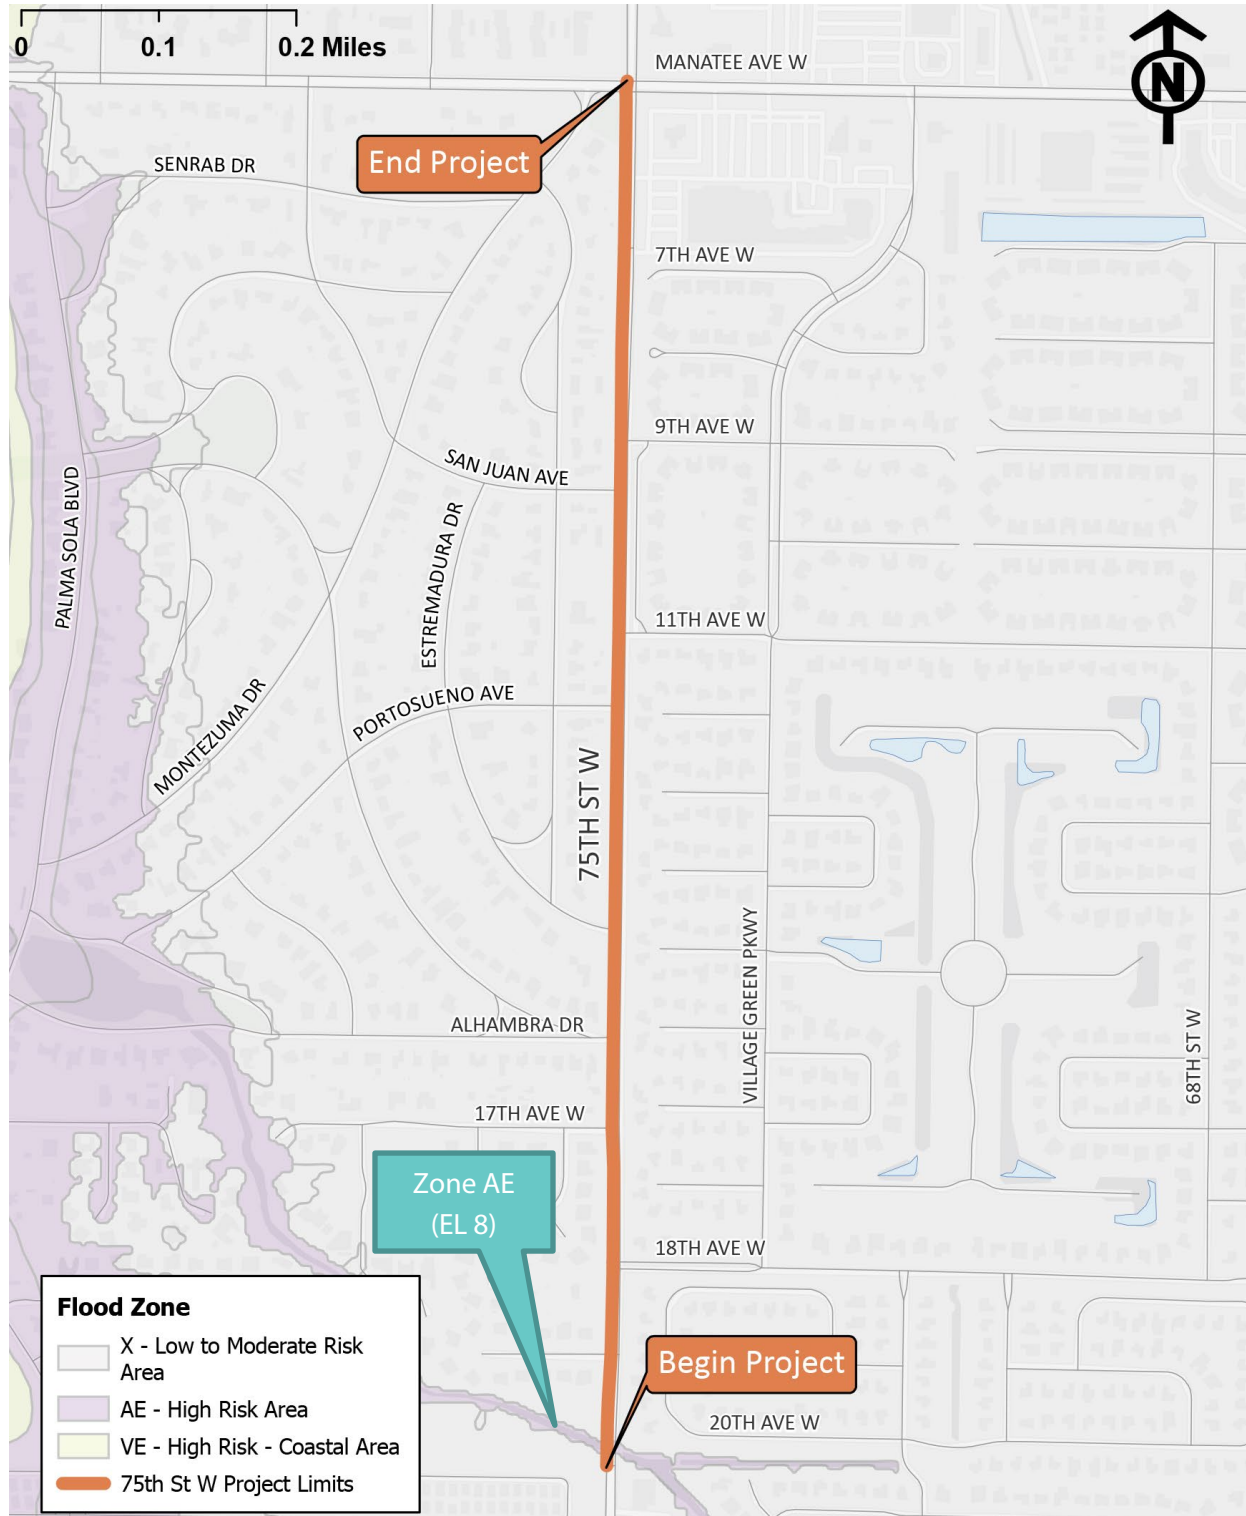 0 0.1 0.2 Miles
N
MANATEE AVE W
End Project
SENRAB DR
7TH AVE W
9TH AVE W
SAN JUAN AVE
PALMA SOLA BLVD
ESTREMADURA DR
11TH AVE W
MONTEZUMA DR
PORTOSUENO AVE
75TH ST W
VILLAGE GREEN PKWY
68TH ST W
ALHAMBRA DR
17TH AVE W
Zone AE
(EL 8)
18TH AVE W
Begin Project
20TH AVE W
Flood Zone
X - Low to Moderate Risk
Area
AE - High Risk Area
VE - High Risk - Coastal Area
75th St W Project Limits